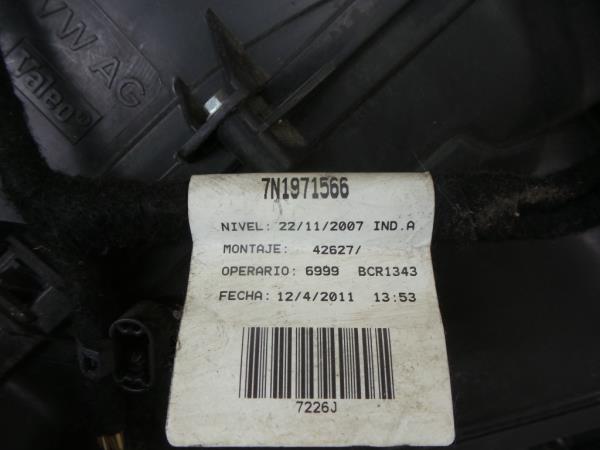 VW AG
Valeo
7N1971566
NIVEL: 22/11/2007 IND.A
MONTAJE: 42627/
OPERARIO: 6999 BCR1343
FECHA: 12/4/2011 13:53
7226J